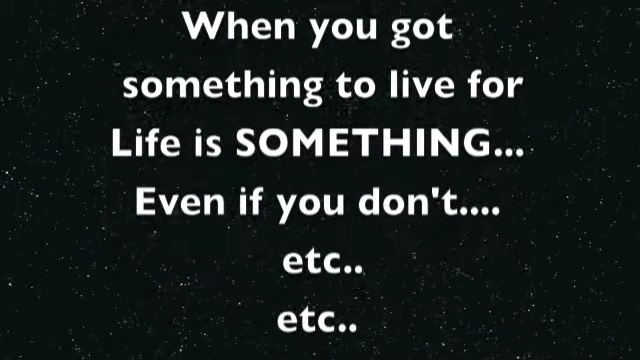 When you got
something to live for
Life is SOMETHING...
Even if you don't....
etc..
etc..